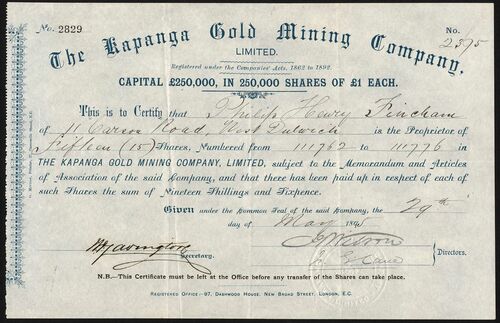 No. 2829
No. 2395
The Kapanga Gold Mining Company,
LIMITED.
Registered under the Companies' Acts, 1862 to 1892.
CAPITAL £250,000, IN 250,000 SHARES OF £1 EACH.
This is to Certify that Philip Henry Fincham
of 11 Carson Road, West Dulwich is the Proprietor of
Fifteen (15) Shares, Numbered from 111762 to 111776 in
THE KAPANGA GOLD MINING COMPANY, LIMITED, subject to the Memorandum and Articles
of Association of the said Company, and that there has been paid up in respect of each of
such Shares the sum of Nineteen Shillings and Sixpence.
Given under the Common Seal of the said Company, the 29th
day of May 1895
Secretary.
Directors.
N.B.—This Certificate must be left at the Office before any transfer of the Shares can take place.
REGISTERED OFFICE—97, DASHWOOD HOUSE, NEW BROAD STREET, LONDON, E.C.